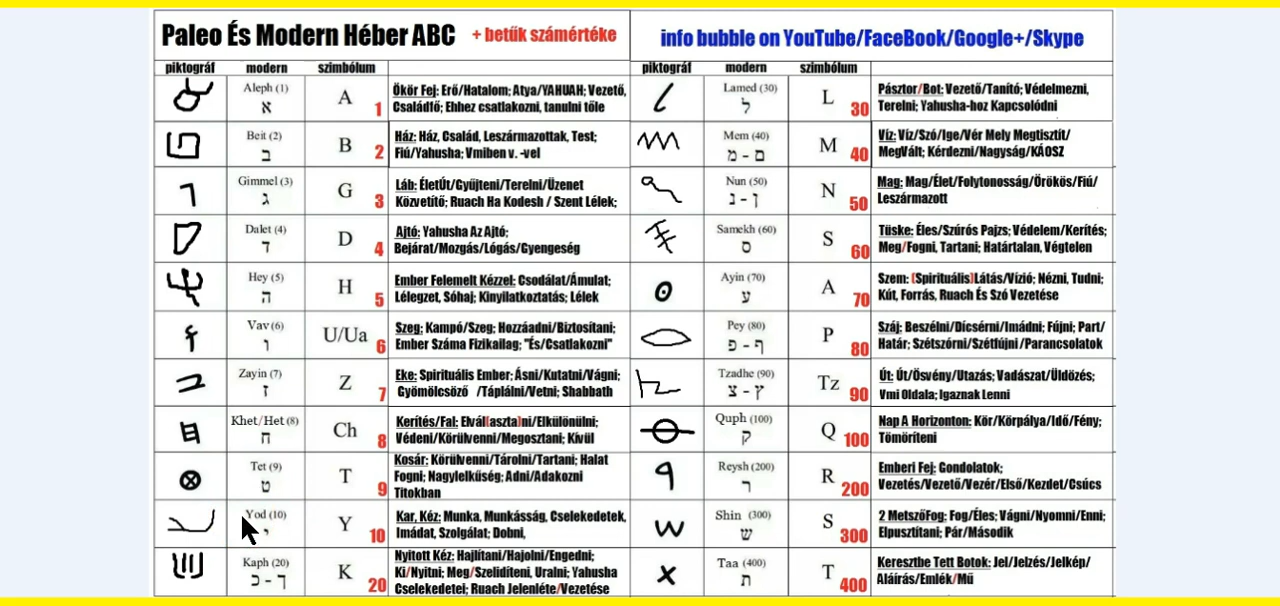 Paleo És Modern Héber ABC + betűk számértéke
info bubble on YouTube/FaceBook/Google+/Skype
piktográf modern szimbólum
Aleph (1)
א
A
1
Ökör Fej: Erő/Hatalom; Atya/YAHUAH; Vezető,
Családfő; Ehhez csatlakozni, tanulni tőle
Beit (2)
ב
B
2
Ház: Ház, Család, Leszármazottak, Test;
Fiú/Yahusha; Vmiben v. -vel
Gimmel (3)
ג
G
3
Láb: ÉletÚt/Gyűjteni/Terelni/Üzenet
Közvetítő; Ruach Ha Kodesh / Szent Lélek;
Dalet (4)
ד
D
4
Ajtó: Yahusha Az Ajtó;
Bejárat/Mozgás/Lógás/Gyengeség
Hey (5)
ה
H
5
Ember Felemelt Kézzel: Csodálat/Ámulat;
Lélegzet, Sóhaj; Kinyilatkoztatás; Lélek
Vav (6)
ו
U/Ua
6
Szeg: Kampó/Szeg; Hozzáadni/Biztosítani;
Ember Száma Fizikailag; "És/Csatlakozni"
Zayin (7)
ז
Z
7
Eke: Spirituális Ember; Ásni/Kutatni/Vágni;
Gyömölcsöző /Táplálni/Vetni; Shabbath
Khet/Het (8)
ח
Ch
8
Kerítés/Fal: Elvál(aszta)ni/Elkülönülni;
Védeni/Körülvenni/Megosztani; Kívül
Tet (9)
ט
T
9
Kosár: Körülvenni/Tárolni/Tartani; Halat
Fogni; Nagylelkűség; Adni/Adakozni
Titokban
Yod (10)
י
Y
10
Kar, Kéz: Munka, Munkásság, Cselekedetek,
Imádat, Szolgálat; Dobni,
Kaph (20)
ך - כ
K
20
Nyitott Kéz: Hajlítani/Hajolni/Engedni;
Ki/Nyitni; Meg/Szelidíteni, Uralni; Yahusha
Cselekedetei; Ruach Jelenléte/Vezetése
piktográf modern szimbólum
Lamed (30)
ל
L
30
Pásztor/Bot: Vezető/Tanító; Védelmezni,
Terelni; Yahusha-hoz Kapcsolódni
Mem (40)
ם - מ
M
40
Víz: Víz/Szó/Ige/Vér Mely Megtisztít/
MegVált; Kérdezni/Nagyság/KÁOSZ
Nun (50)
ן - נ
N
50
Mag: Mag/Élet/Folytonosság/Örökös/Fiú/
Leszármazott
Samekh (60)
ס
S
60
Tüske: Éles/Szúrós Pajzs; Védelem/Kerítés;
Meg/Fogni, Tartani; Határtalan, Végtelen
Ayin (70)
ע
A
70
Szem: (Spirituális)Látás/Vízió; Nézni, Tudni;
Kút, Forrás, Ruach És Szó Vezetése
Pey (80)
ף - פ
P
80
Száj: Beszélni/Dícsérni/Imádni; Fújni; Part/
Határ; Szétszórni/Szétfújni/Parancsolatok
Tzadhe (90)
ץ - צ
Tz
90
Út: Út/Ösvény/Utazás; Vadászat/Üldözés;
Vmi Oldala; Igaznak Lenni
Quph (100)
ק
Q
100
Nap A Horizonton: Kör/Körpálya/Idő/Fény;
Tömöríteni
Reysh (200)
ר
R
200
Emberi Fej: Gondolatok;
Vezetés/Vezető/Vezér/Első/Kezdet/Csúcs
Shin (300)
ש
S
300
2 MetszőFog: Fog/Éles; Vágni/Nyomni/Enni;
Elpusztítani; Pár/Második
Taa (400)
ת
T
400
Keresztbe Tett Botok: Jel/Jelzés/Jelkép/
Aláírás/Emlék/Mű